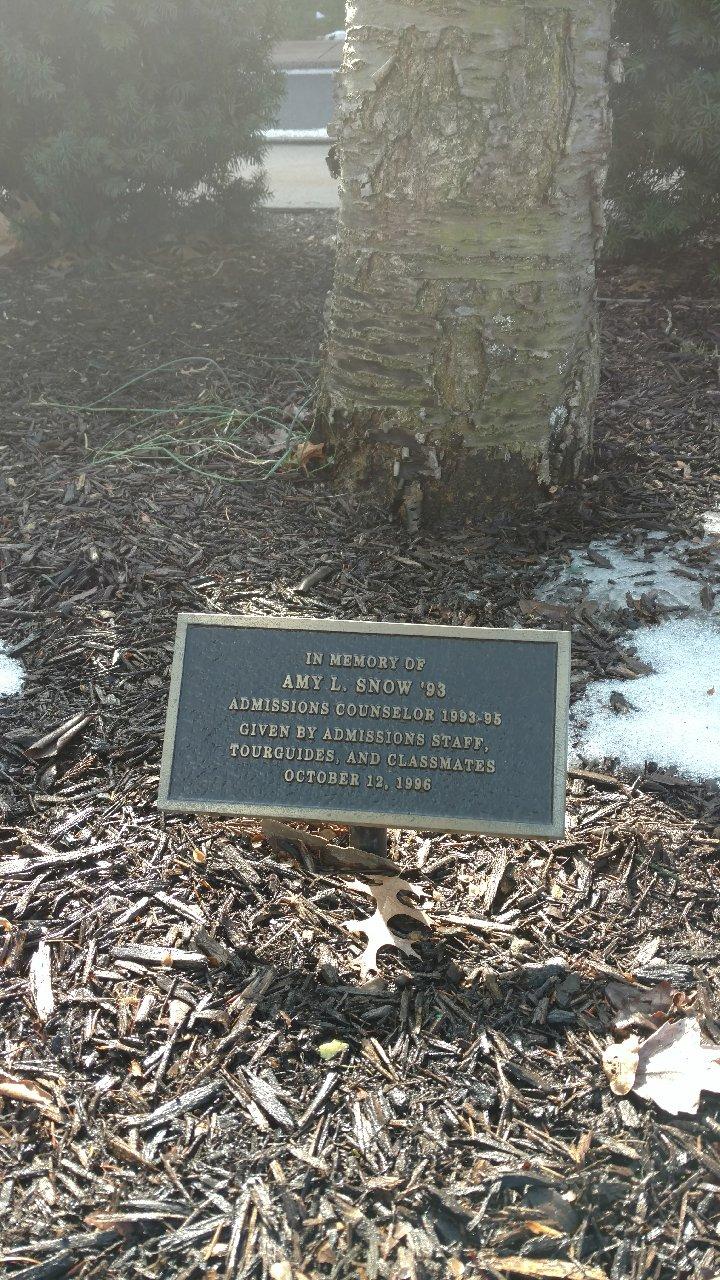 IN MEMORY OF
AMY L. SNOW '93
ADMISSIONS COUNSELOR 1993-95
GIVEN BY ADMISSIONS STAFF,
TOURGUIDES, AND CLASSMATES
OCTOBER 12, 1996